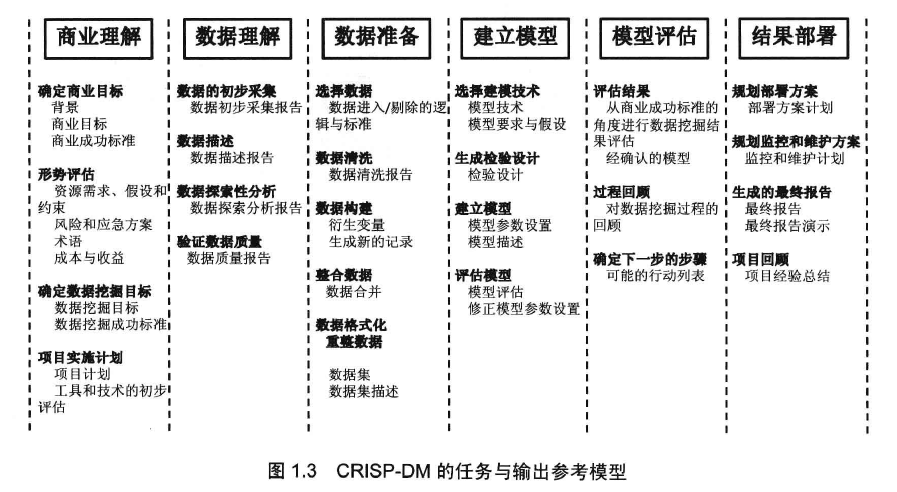 商业理解
确定商业目标
背景
商业目标
商业成功标准
形势评估
资源需求、假设和
约束
风险和应急方案
术语
成本与收益
确定数据挖掘目标
数据挖掘目标
数据挖掘成功标准
项目实施计划
项目计划
工具和技术的初步
评估
数据理解
数据的初步采集
数据初步采集报告
数据描述
数据描述报告
数据探索性分析
数据探索分析报告
验证数据质量
数据质量报告
数据准备
选择数据
数据进入/剔除的逻
辑与标准
数据清洗
数据清洗报告
数据构建
衍生变量
生成新的记录
整合数据
数据合并
数据格式化
重整数据
数据集
数据集描述
建立模型
选择建模技术
模型技术
模型要求与假设
生成检验设计
检验设计
建立模型
模型参数设置
模型描述
评估模型
模型评估
修正模型参数设置
模型评估
评估结果
从商业成功标准的
角度进行数据挖掘结
果评估
经确认的模型
过程回顾
对数据挖掘过程的
回顾
确定下一步的步骤
可能的行动列表
结果部署
规划部署方案
部署方案计划
规划监控和维护方案
监控和维护计划
生成的最终报告
最终报告
最终报告演示
项目回顾
项目经验总结
图 1.3 CRISP-DM 的任务与输出参考模型